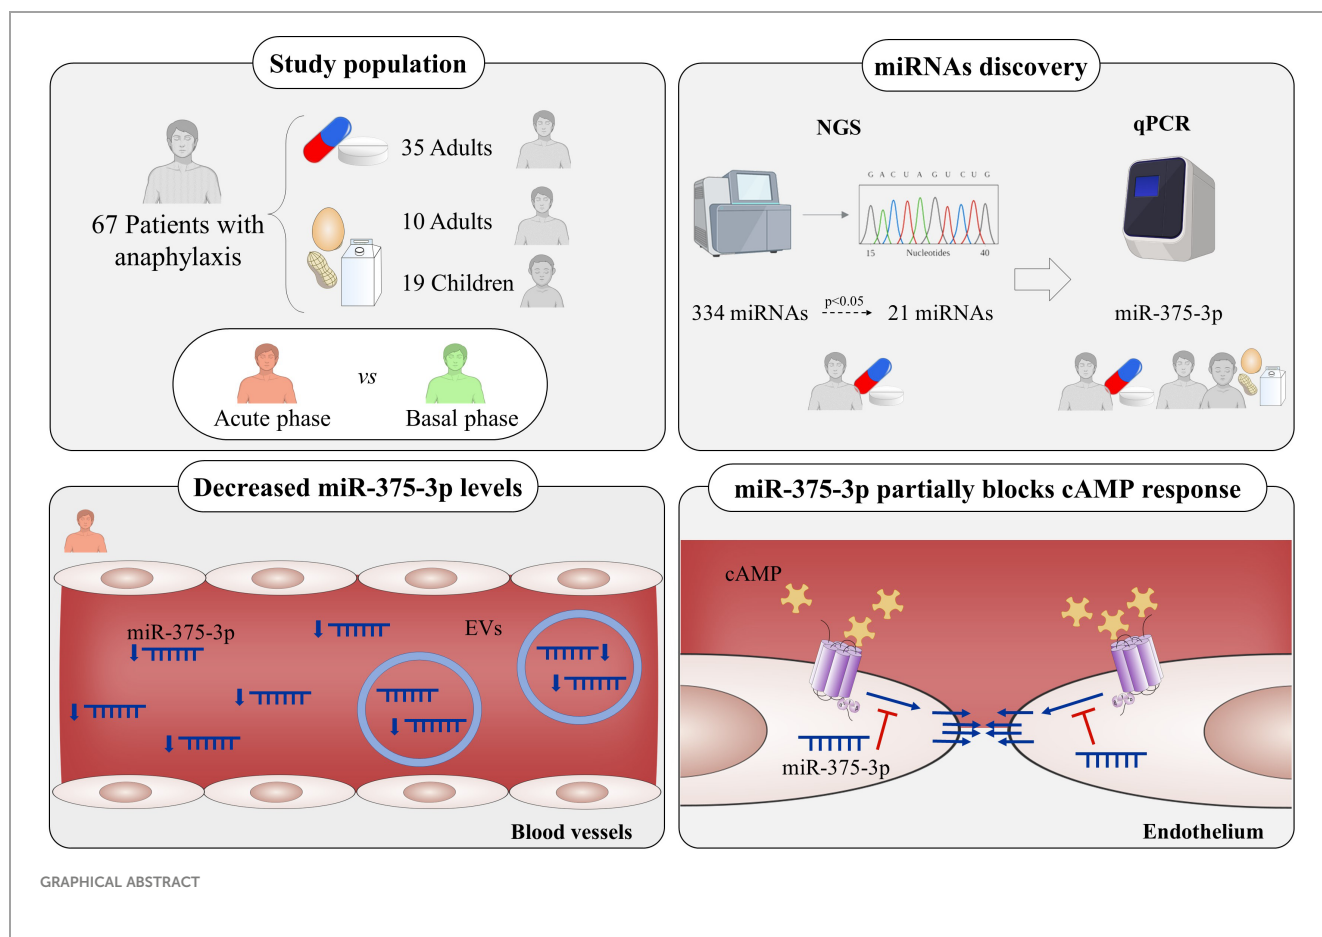 Study population
67 Patients with
anaphylaxis
35 Adults
10 Adults
19 Children
Acute phase
vs
Basal phase
miRNAs discovery
NGS
qPCR
G A C U A G U C U G
15
Nucleotides
40
334 miRNAs
p<0.05
21 miRNAs
miR-375-3p
Decreased miR-375-3p levels
miR-375-3p
EVs
Blood vessels
miR-375-3p partially blocks cAMP response
cAMP
miR-375-3p
Endothelium
GRAPHICAL ABSTRACT